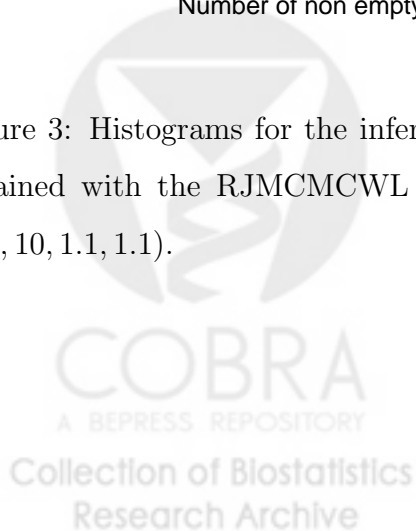 Number of non empty
ure 3: Histograms for the infer
ained with the RJMCMCWL
, 10, 1.1, 1.1).
COBRA
A BEPRESS REPOSITORY
Collection of Biostatistics
Research Archive